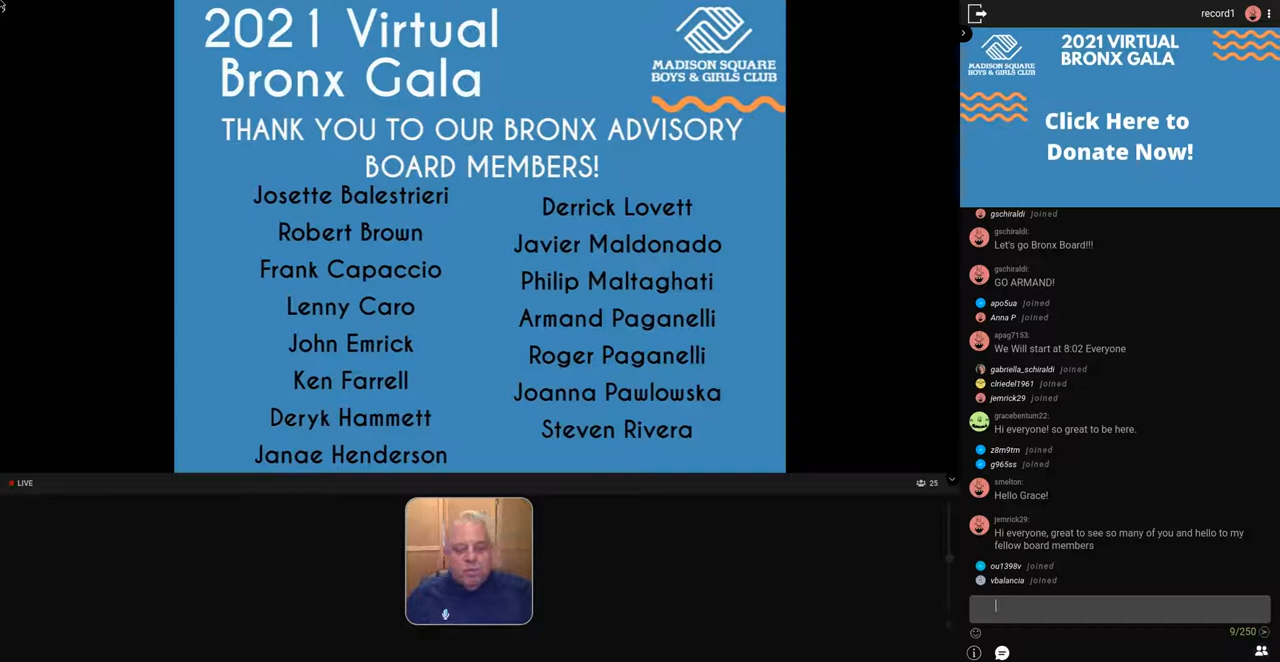 2021 Virtual
Bronx Gala
MADISON SQUARE
BOYS & GIRLS CLUB
THANK YOU TO OUR BRONX ADVISORY
BOARD MEMBERS!
Josette Balestrieri
Robert Brown
Frank Capaccio
Lenny Caro
John Emrick
Ken Farrell
Deryk Hammett
Janae Henderson
Derrick Lovett
Javier Maldonado
Philip Maltaghati
Armand Paganelli
Roger Paganelli
Joanna Pawlowska
Steven Rivera
LIVE
25
record1
MADISON SQUARE
BOYS & GIRLS CLUB
2021 VIRTUAL
BRONX GALA
Click Here to
Donate Now!
gschiraldi joined
gschiraldi:
Let's go Bronx Board!!!
gschiraldi:
GO ARMAND!
apo5ua joined
Anna P joined
apag7153:
We Will start at 8:02 Everyone
gabriella_schiraldi joined
clriedel1961 joined
jemrick29 joined
gracebentum22:
Hi everyone! so great to be here.
z8m9tm joined
g965ss joined
smelton:
Hello Grace!
jemrick29:
Hi everyone, great to see so many of you and hello to my
fellow board members
ou1398v joined
vbalancia joined
9/250